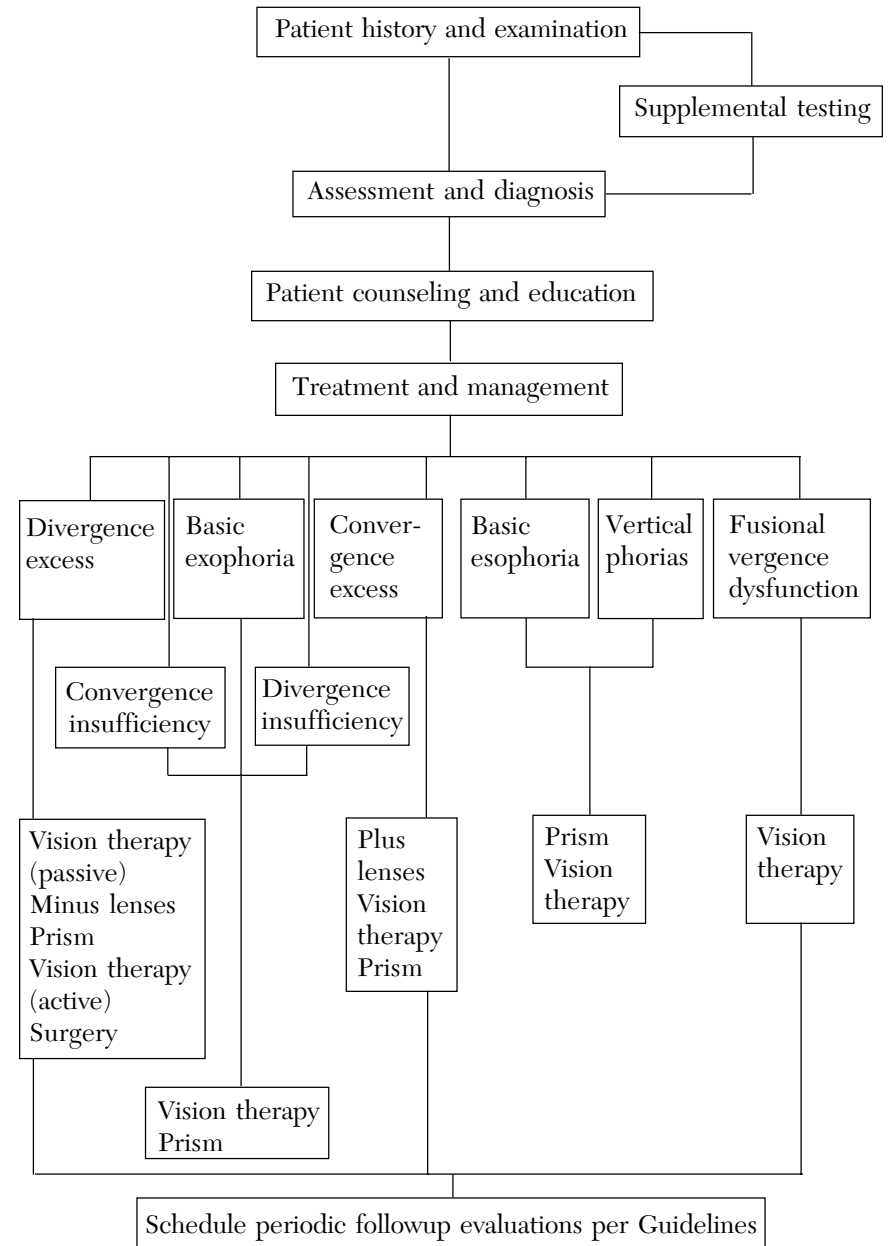 Patient history and examination
Supplemental testing
Assessment and diagnosis
Patient counseling and education
Treatment and management
Divergence
excess
Basic
exophoria
Conver-
gence
excess
Basic
esophoria
Vertical
phorias
Fusional
vergence
dysfunction
Convergence
insufficiency
Divergence
insufficiency
Vision therapy
(passive)
Minus lenses
Prism
Vision therapy
(active)
Surgery
Plus
lenses
Vision
therapy
Prism
Prism
Vision
therapy
Vision
therapy
Vision therapy
Prism
Schedule periodic followup evaluations per Guidelines